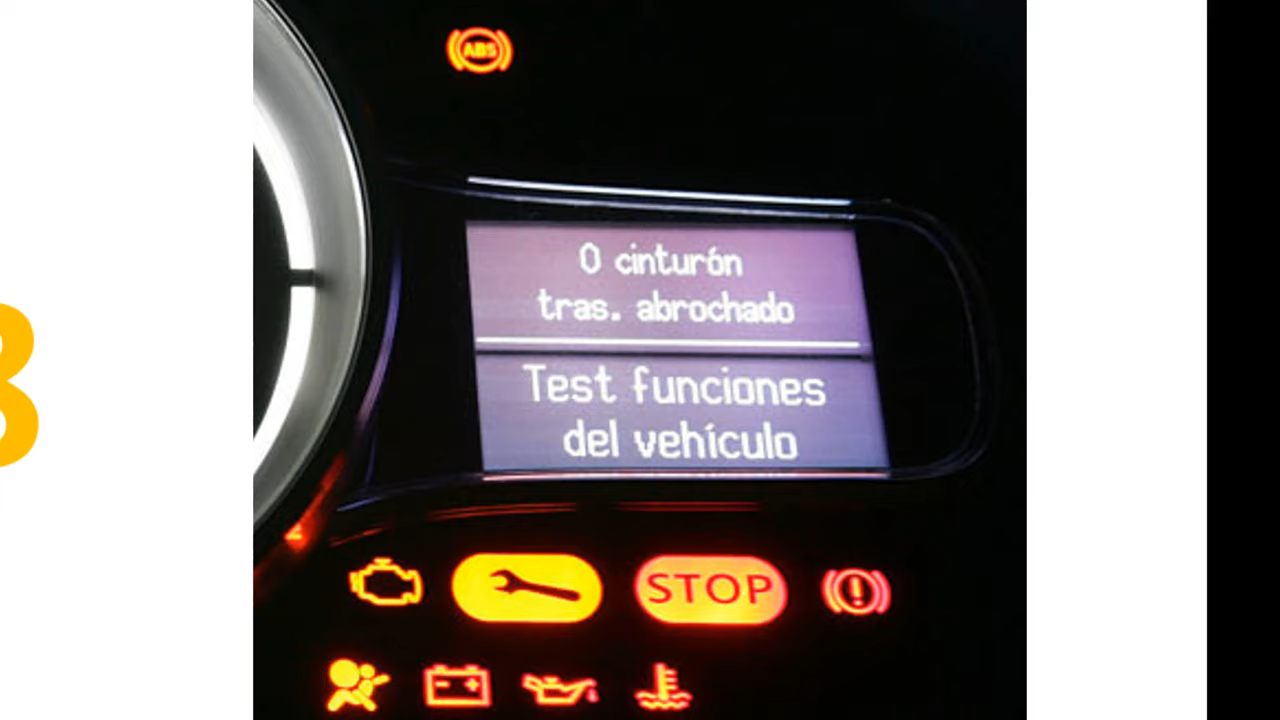 ABS
0 cinturón
tras. abrochado
Test funciones
del vehículo
STOP